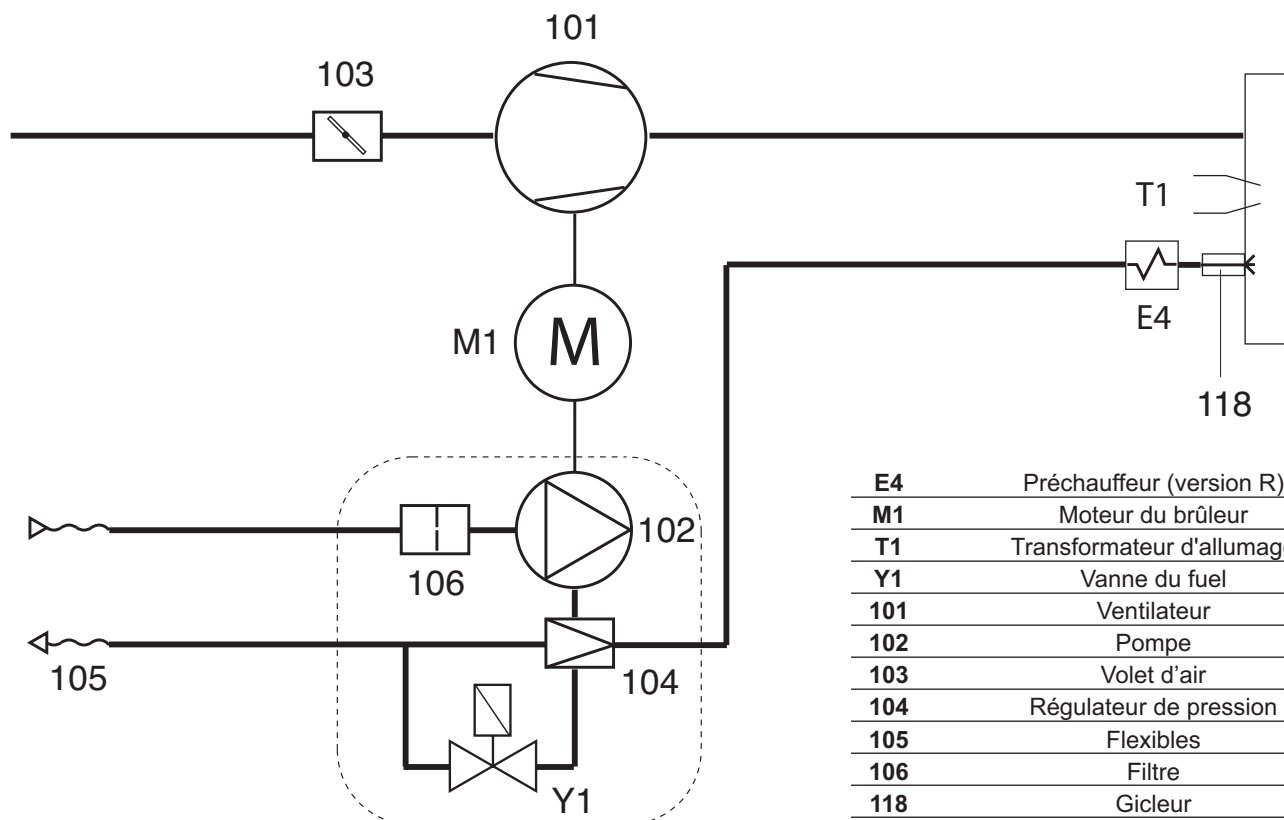 101
103
T1
E4
M1
M
118
102
106
105
104
Y1
E4 Préchauffeur (version R)
M1 Moteur du brûleur
T1 Transformateur d'allumag
Y1 Vanne du fuel
101 Ventilateur
102 Pompe
103 Volet d’air
104 Régulateur de pression
105 Flexibles
106 Filtre
118 Gicleur